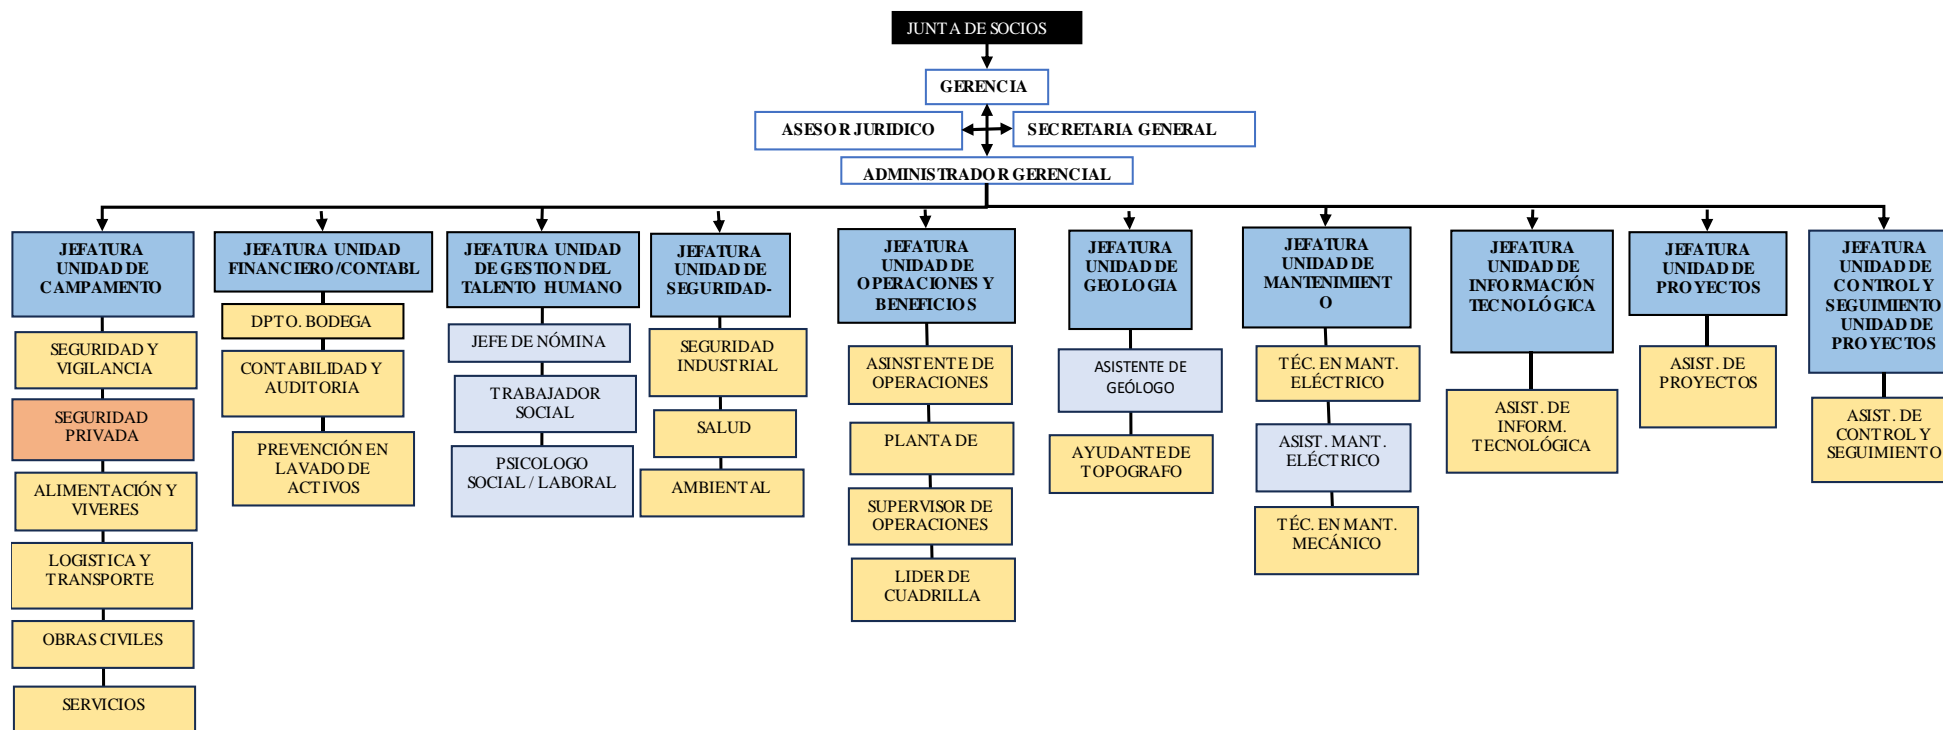 JUNTA DE SOCIOS
GERENCIA
ASESOR JURIDICO
SECRETARIA GENERAL
ADMINISTRADOR GERENCIAL
JEFATURA
UNIDAD DE
CAMPAMENTO
SEGURIDAD Y
VIGILANCIA
SEGURIDAD
PRIVADA
ALIMENTACIÓN Y
VIVERES
LOGISTICA Y
TRANSPORTE
OBRAS CIVILES
SERVICIOS
JEFATURA UNIDAD
FINANCIERO/CONTABL
DPTO. BODEGA
CONTABILIDAD Y
AUDITORIA
PREVENCIÓN EN
LAVADO DE
ACTIVOS
JEFATURA UNIDAD
DE GESTION DEL
TALENTO HUMANO
JEFE DE NÓMINA
TRABAJADOR
SOCIAL
PSICOLOGO
SOCIAL / LABORAL
JEFATURA
UNIDAD DE
SEGURIDAD-
SEGURIDAD
INDUSTRIAL
SALUD
AMBIENTAL
JEFATURA
UNIDAD DE
OPERACIONES Y
BENEFICIOS
ASINSTENTE DE
OPERACIONES
PLANTA DE
SUPERVISOR DE
OPERACIONES
LIDER DE
CUADRILLA
JEFATURA
UNIDAD DE
GEOLOGIA
ASISTENTE DE
GEÓLOGO
AYUDANTE DE
TOPOGRAFO
JEFATURA
UNIDAD DE
MANTENIMIENT
O
TÉC. EN MANT.
ELÉCTRICO
ASIST. MANT.
ELÉCTRICO
TÉC. EN MANT.
MECÁNICO
JEFATURA
UNIDAD DE
INFORMACIÓN
TECNOLÓGICA
ASIST. DE
INFORM.
TECNOLÓGICA
JEFATURA
UNIDAD DE
PROYECTOS
ASIST. DE
PROYECTOS
JEFATURA
UNIDAD DE
CONTROL Y
SEGUIMIENTO
UNIDAD DE
PROYECTOS
ASIST. DE
CONTROL Y
SEGUIMIENTO